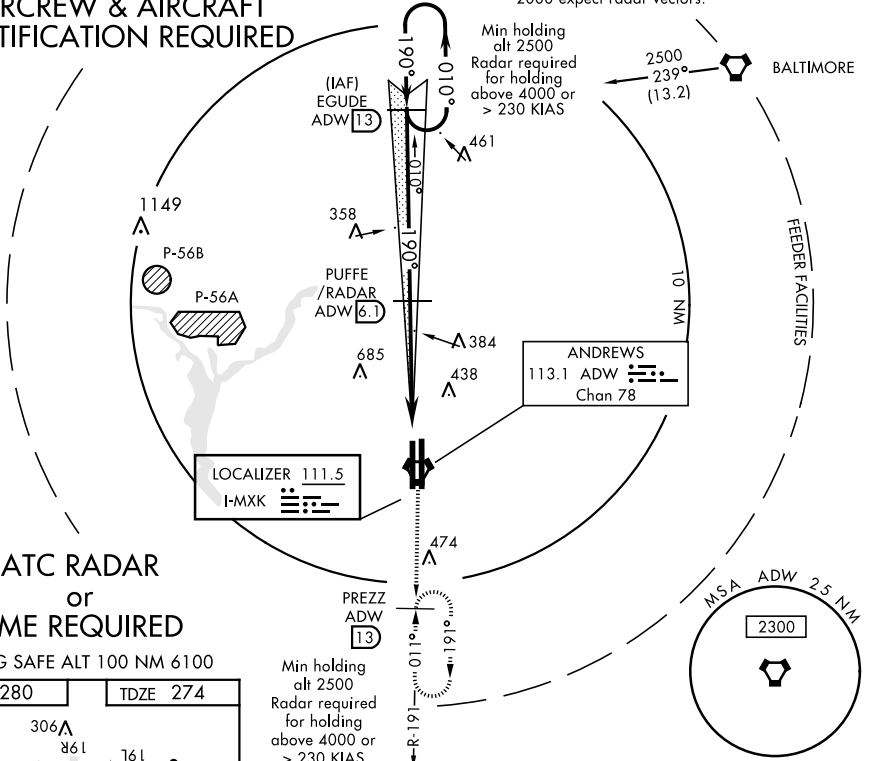 RCREW & AIRCRAFT
TIFICATION REQUIRED
2000 expect radar vectors.
Min holding
alt 2500
Radar required
for holding
above 4000 or
> 230 KIAS
190°
010°
2500
239°
(13.2)
BALTIMORE
(IAF)
EGUDE
ADW 13
461
010°
1149
358
190°
P-56B
P-56A
PUFFE
/RADAR
ADW 6.1
FEEDER FACILITIES
10 NM
384
685
438
ANDREWS
113.1 ADW
Chan 78
LOCALIZER 111.5
I-MXK
474
ATC RADAR
or
ME REQUIRED
G SAFE ALT 100 NM 6100
PREZZ
ADW
13
011°
191°
MSA ADW 25 NM
2300
280
TDZE 274
Min holding
alt 2500
Radar required
for holding
above 4000 or
> 230 KIAS
R-191
306
19R
19L